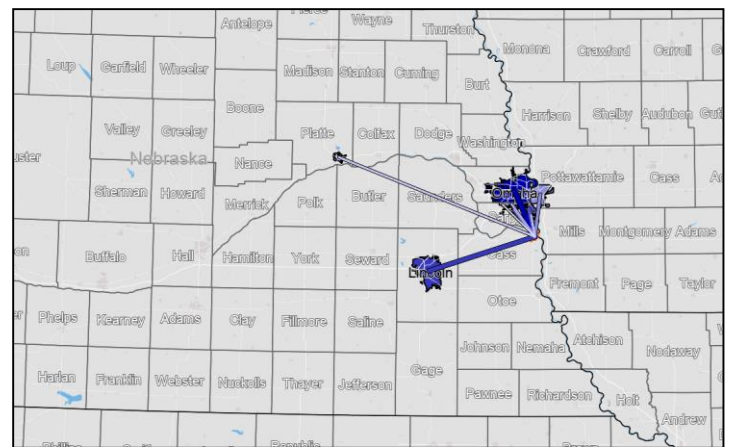 Antelope Wayne Thurston
Monona Crawford Carroll
Loup Garfield Wheeler Madison Stanton Cuming
Burt
Boone
Harrison Shelby Audubon
Valley Greeley Platte Colfax Dodge Washington
Nebraska
Nance
Pottawattamie Cass
Sherman Howard Merrick Polk Butler Saunders
Omaha
Buffalo Hall Hamilton York Seward
Mills Montgomery Adams
Lincoln Cass
Fremont Page Taylor
Otoe
Phelps Kearney Adams Clay Fillmore Saline
Atchison
Johnson Nemaha Nodaway
Gage
Harlan Franklin Webster Nuckolls Thayer Jefferson
Pawnee Richardson Holt
Andrew
Republic